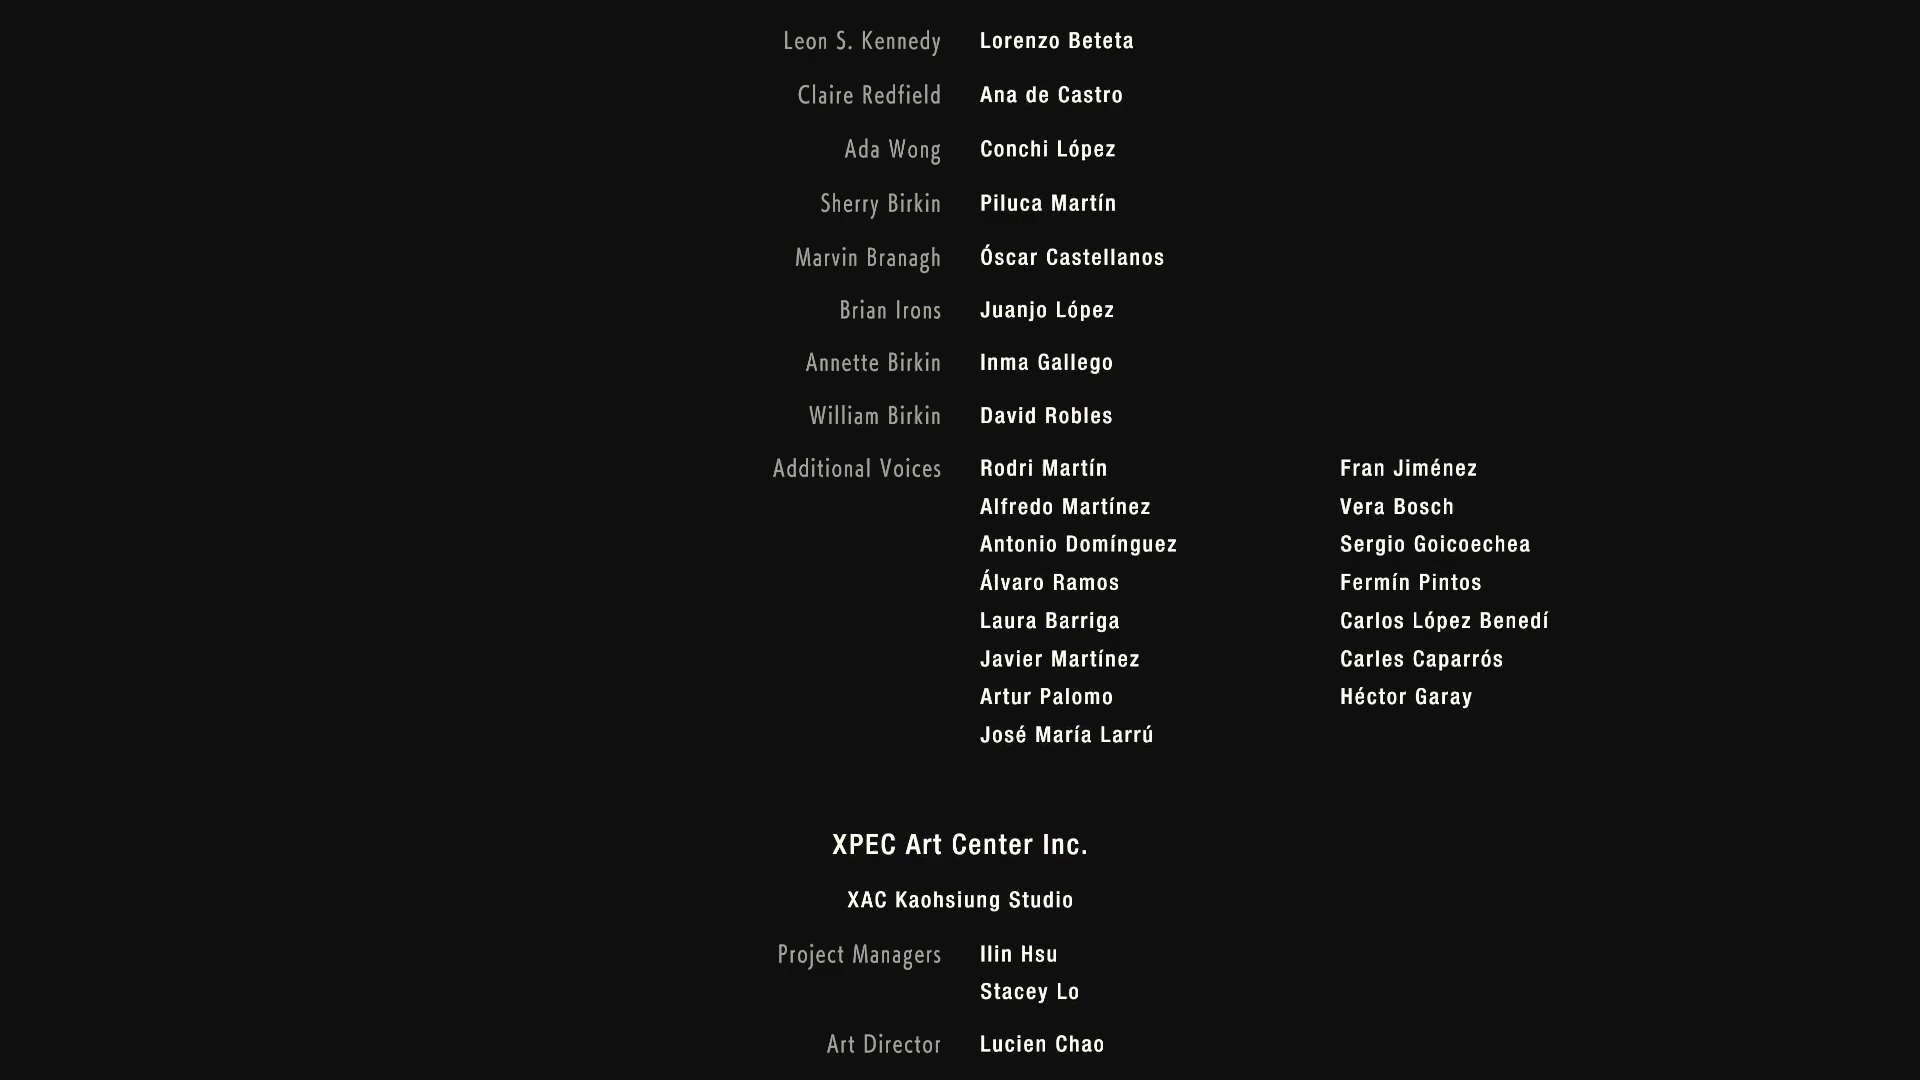 Leon S. Kennedy Lorenzo Beteta
Claire Redfield Ana de Castro
Ada Wong Conchi López
Sherry Birkin Piluca Martín
Marvin Branagh Óscar Castellanos
Brian Irons Juanjo López
Annette Birkin Inma Gallego
William Birkin David Robles
Additional Voices Rodri Martín Fran Jiménez
Alfredo Martínez Vera Bosch
Antonio Domínguez Sergio Goicoechea
Álvaro Ramos Fermín Pintos
Laura Barriga Carlos López Benedí
Javier Martínez Carles Caparrós
Artur Palomo Héctor Garay
José María Larrú
XPEC Art Center Inc.
XAC Kaohsiung Studio
Project Managers Ilin Hsu
Stacey Lo
Art Director Lucien Chao